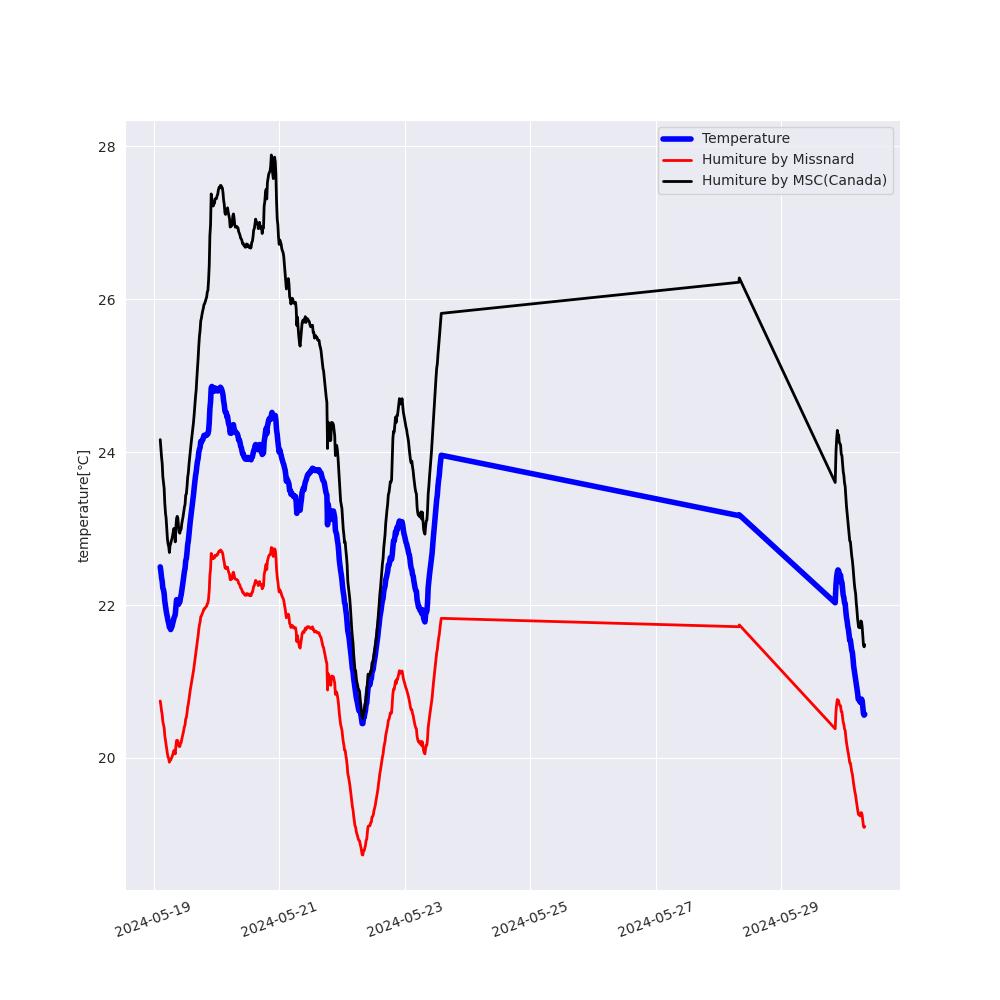 Temperature
Humiture by Missnard
Humiture by MSC(Canada)
temperature[℃]
28
26
24
22
20
2024-05-19
2024-05-21
2024-05-23
2024-05-25
2024-05-27
2024-05-29